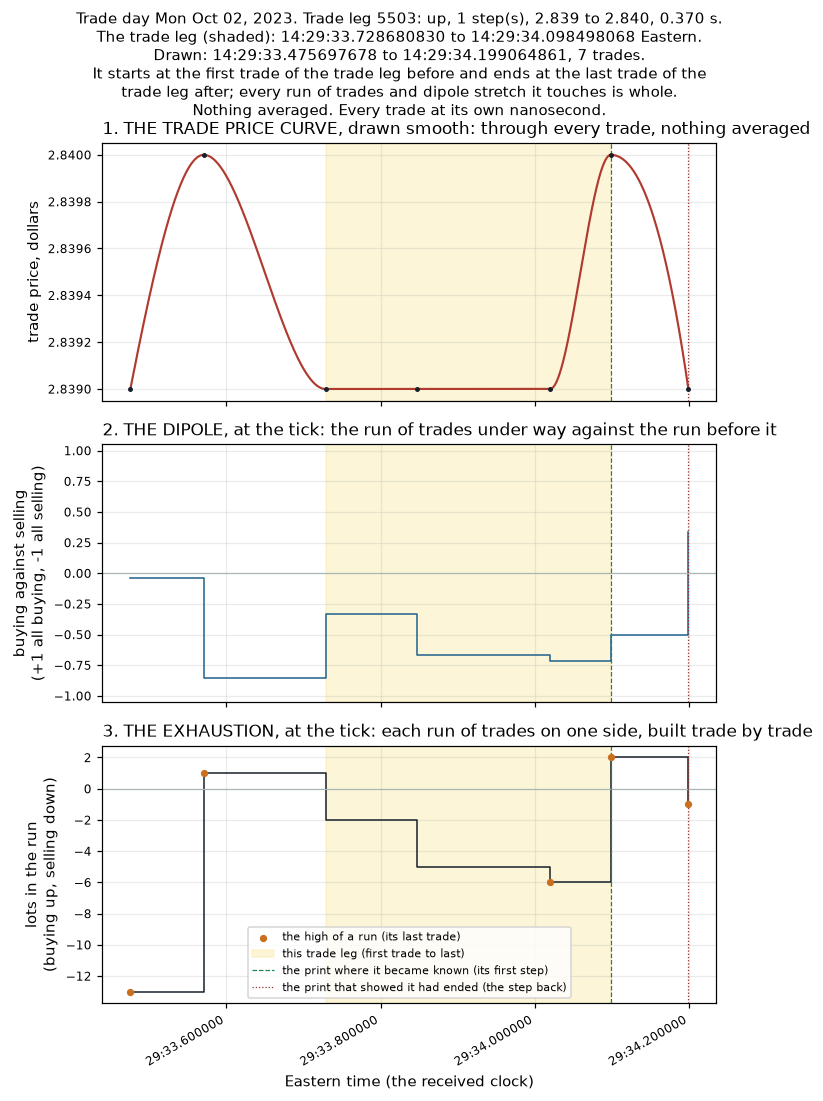 Trade day Mon Oct 02, 2023. Trade leg 5503: up, 1 step(s), 2.839 to 2.840, 0.370 s.
The trade leg (shaded): 14:29:33.728680830 to 14:29:34.098498068 Eastern.
Drawn: 14:29:33.475697678 to 14:29:34.199064861, 7 trades.
It starts at the first trade of the trade leg before and ends at the last trade of the
trade leg after; every run of trades and dipole stretch it touches is whole.
Nothing averaged. Every trade at its own nanosecond.
1. THE TRADE PRICE CURVE, drawn smooth: through every trade, nothing averaged
2.8400
2.8398
2.8396
2.8394
2.8392
2.8390
trade price, dollars
2. THE DIPOLE, at the tick: the run of trades under way against the run before it
1.00
0.75
0.50
0.25
0.00
−0.25
−0.50
−0.75
−1.00
buying against selling
(+1 all buying, -1 all selling)
3. THE EXHAUSTION, at the tick: each run of trades on one side, built trade by trade
2
0
−2
−4
−6
−8
−10
−12
lots in the run
(buying up, selling down)
the high of a run (its last trade)
this trade leg (first trade to last)
the print where it became known (its first step)
the print that showed it had ended (the step back)
29:33.600000
29:33.800000
29:34.000000
29:34.200000
Eastern time (the received clock)